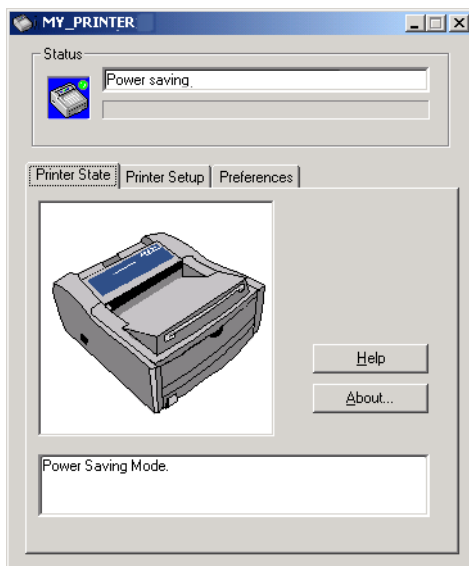 MY_PRINTER
Status
Power saving
Printer State Printer Setup Preferences
Help
About...
Power Saving Mode.